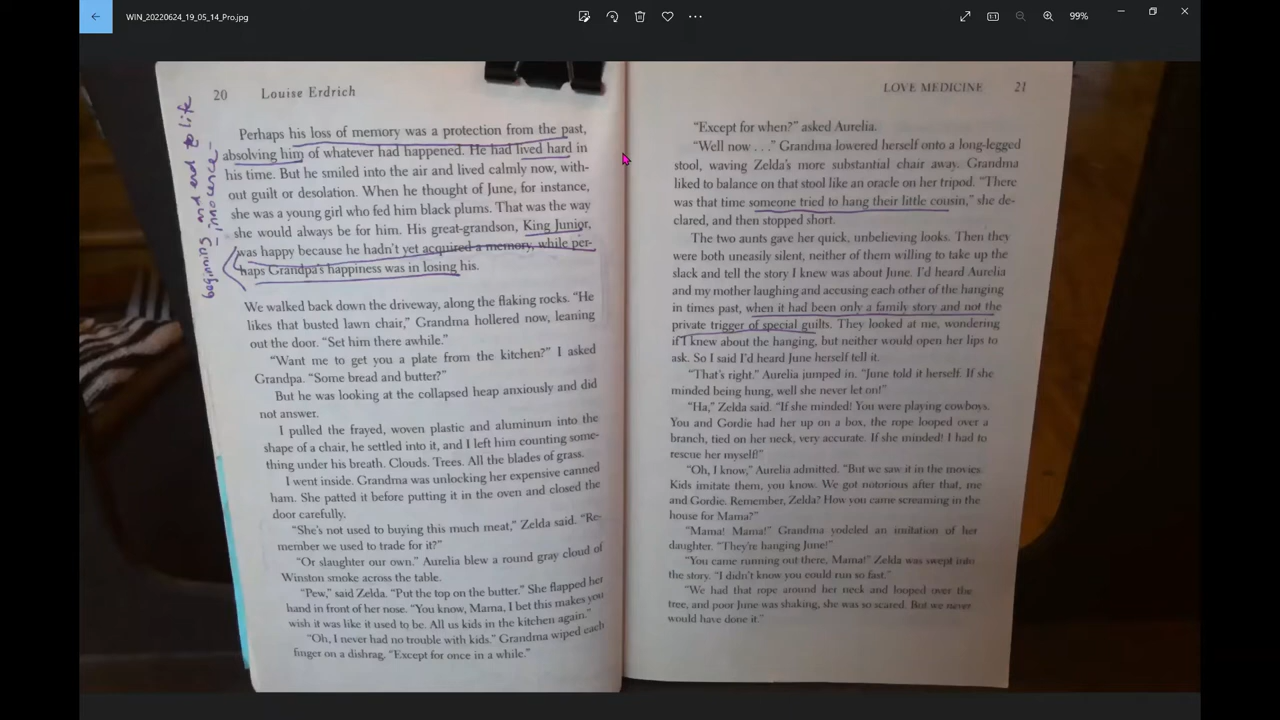 WIN_20220624_19_05_14_Pro.jpg
99%
20 Louise Erdrich
beginning and end to life
- innocence -
Perhaps his loss of memory was a protection from the past,
absolving him of whatever had happened. He had lived hard in
his time. But he smiled into the air and lived calmly now, with-
out guilt or desolation. When he thought of June, for instance,
she was a young girl who fed him black plums. That was the way
she would always be for him. His great-grandson, King Junior,
was happy because he hadn't yet acquired a memory, while per-
haps Grandpa's happiness was in losing his.
We walked back down the driveway, along the flaking rocks. "He
likes that busted lawn chair," Grandma hollered now, leaning
out the door. "Set him there awhile."
"Want me to get you a plate from the kitchen?" I asked
Grandpa. "Some bread and butter?"
But he was looking at the collapsed heap anxiously and did
not answer.
I pulled the frayed, woven plastic and aluminum into the
shape of a chair, he settled into it, and I left him counting some-
thing under his breath. Clouds. Trees. All the blades of grass.
I went inside. Grandma was unlocking her expensive canned
ham. She patted it before putting it in the oven and closed the
door carefully.
"She's not used to buying this much meat," Zelda said. "Re-
member we used to trade for it?"
"Or slaughter our own." Aurelia blew a round gray cloud of
Winston smoke across the table.
"Pew," said Zelda. "Put the top on the butter." She flapped her
hand in front of her nose. "You know, Mama, I bet this makes you
wish it was like it used to be. All us kids in the kitchen again."
"Oh, I never had no trouble with kids." Grandma wiped each
finger on a dishrag. "Except for once in a while."
LOVE MEDICINE 21
"Except for when?" asked Aurelia.
"Well now . . ." Grandma lowered herself onto a long-legged
stool, waving Zelda's more substantial chair away. Grandma
liked to balance on that stool like an oracle on her tripod. "There
was that time someone tried to hang their little cousin," she de-
clared, and then stopped short.
The two aunts gave her quick, unbelieving looks. Then they
were both uneasily silent, neither of them willing to take up the
slack and tell the story I knew was about June. I'd heard Aurelia
and my mother laughing and accusing each other of the hanging
in times past, when it had been only a family story and not the
private trigger of special guilts. They looked at me, wondering
if I knew about the hanging, but neither would open her lips to
ask. So I said I'd heard June herself tell it.
"That's right." Aurelia jumped in. "June told it herself. If she
minded being hung, well she never let on!"
"Ha," Zelda said. "If she minded! You were playing cowboys.
You and Gordie had her up on a box, the rope looped over a
branch, tied on her neck, very accurate. If she minded! I had to
rescue her myself!"
"Oh, I know," Aurelia admitted. "But we saw it in the movies.
Kids imitate them, you know. We got notorious after that, me
and Gordie. Remember, Zelda? How you came screaming in the
house for Mama?"
"Mama! Mama!" Grandma yodeled an imitation of her
daughter. "They're hanging June!"
"You came running out there, Mama!" Zelda was swept into
the story. "I didn't know you could run so fast."
"We had that rope around her neck and looped over the
tree, and poor June was shaking, she was so scared. But we never
would have done it."